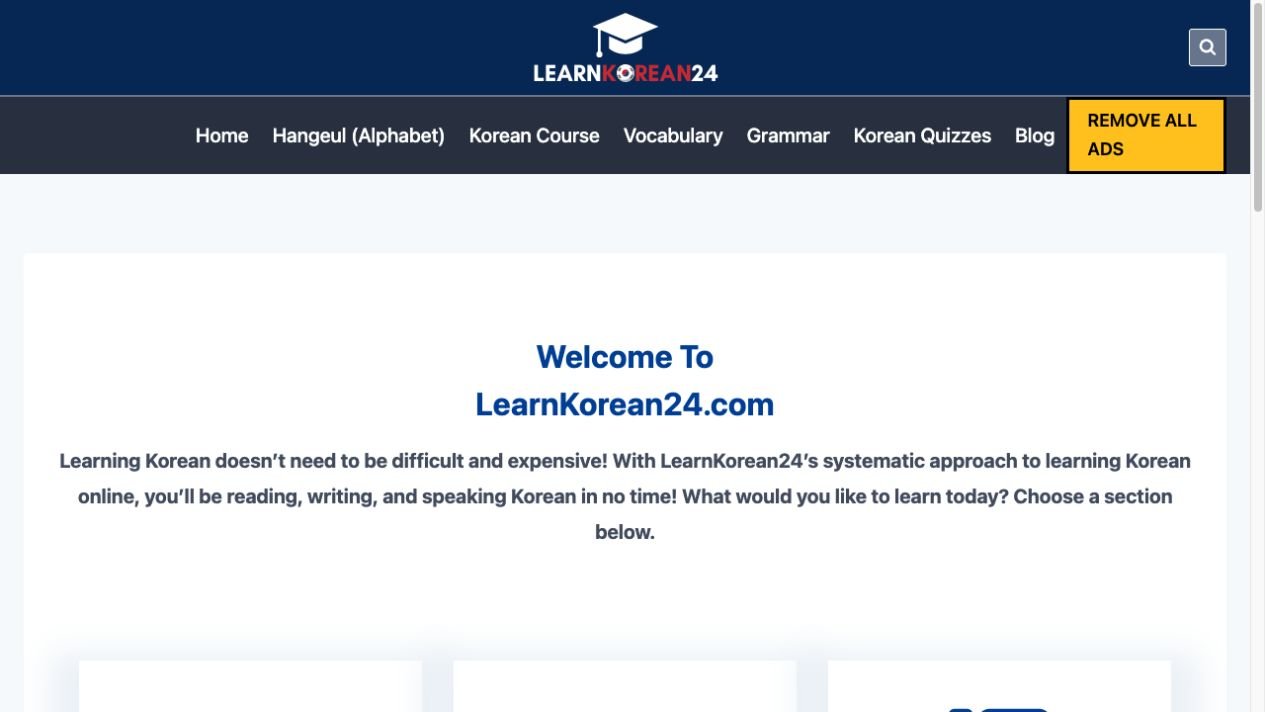 LEARNKOREAN24
Home Hangeul (Alphabet) Korean Course Vocabulary Grammar Korean Quizzes Blog
REMOVE ALL
ADS
Welcome To
LearnKorean24.com
Learning Korean doesn’t need to be difficult and expensive! With LearnKorean24’s systematic approach to learning Korean
online, you’ll be reading, writing, and speaking Korean in no time! What would you like to learn today? Choose a section
below.